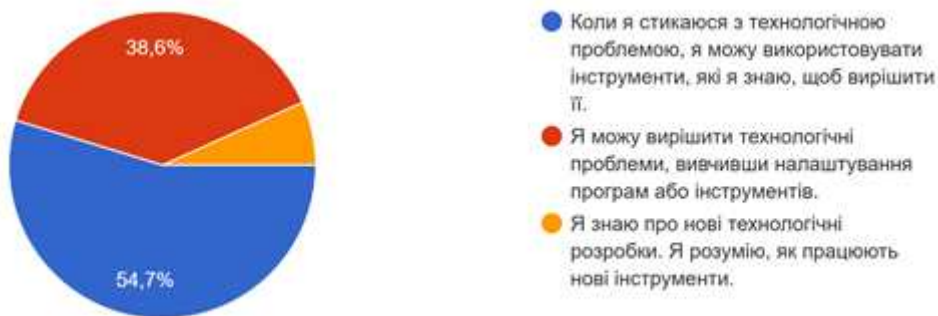 38,6%
54,7%
Коли я стикаюся з технологічною
проблемою, я можу використовувати
інструменти, які я знаю, щоб вирішити
її.
Я можу вирішити технологічні
проблеми, вивчивши налаштування
програм або інструментів.
Я знаю про нові технологічні
розробки. Я розумію, як працюють
нові інструменти.